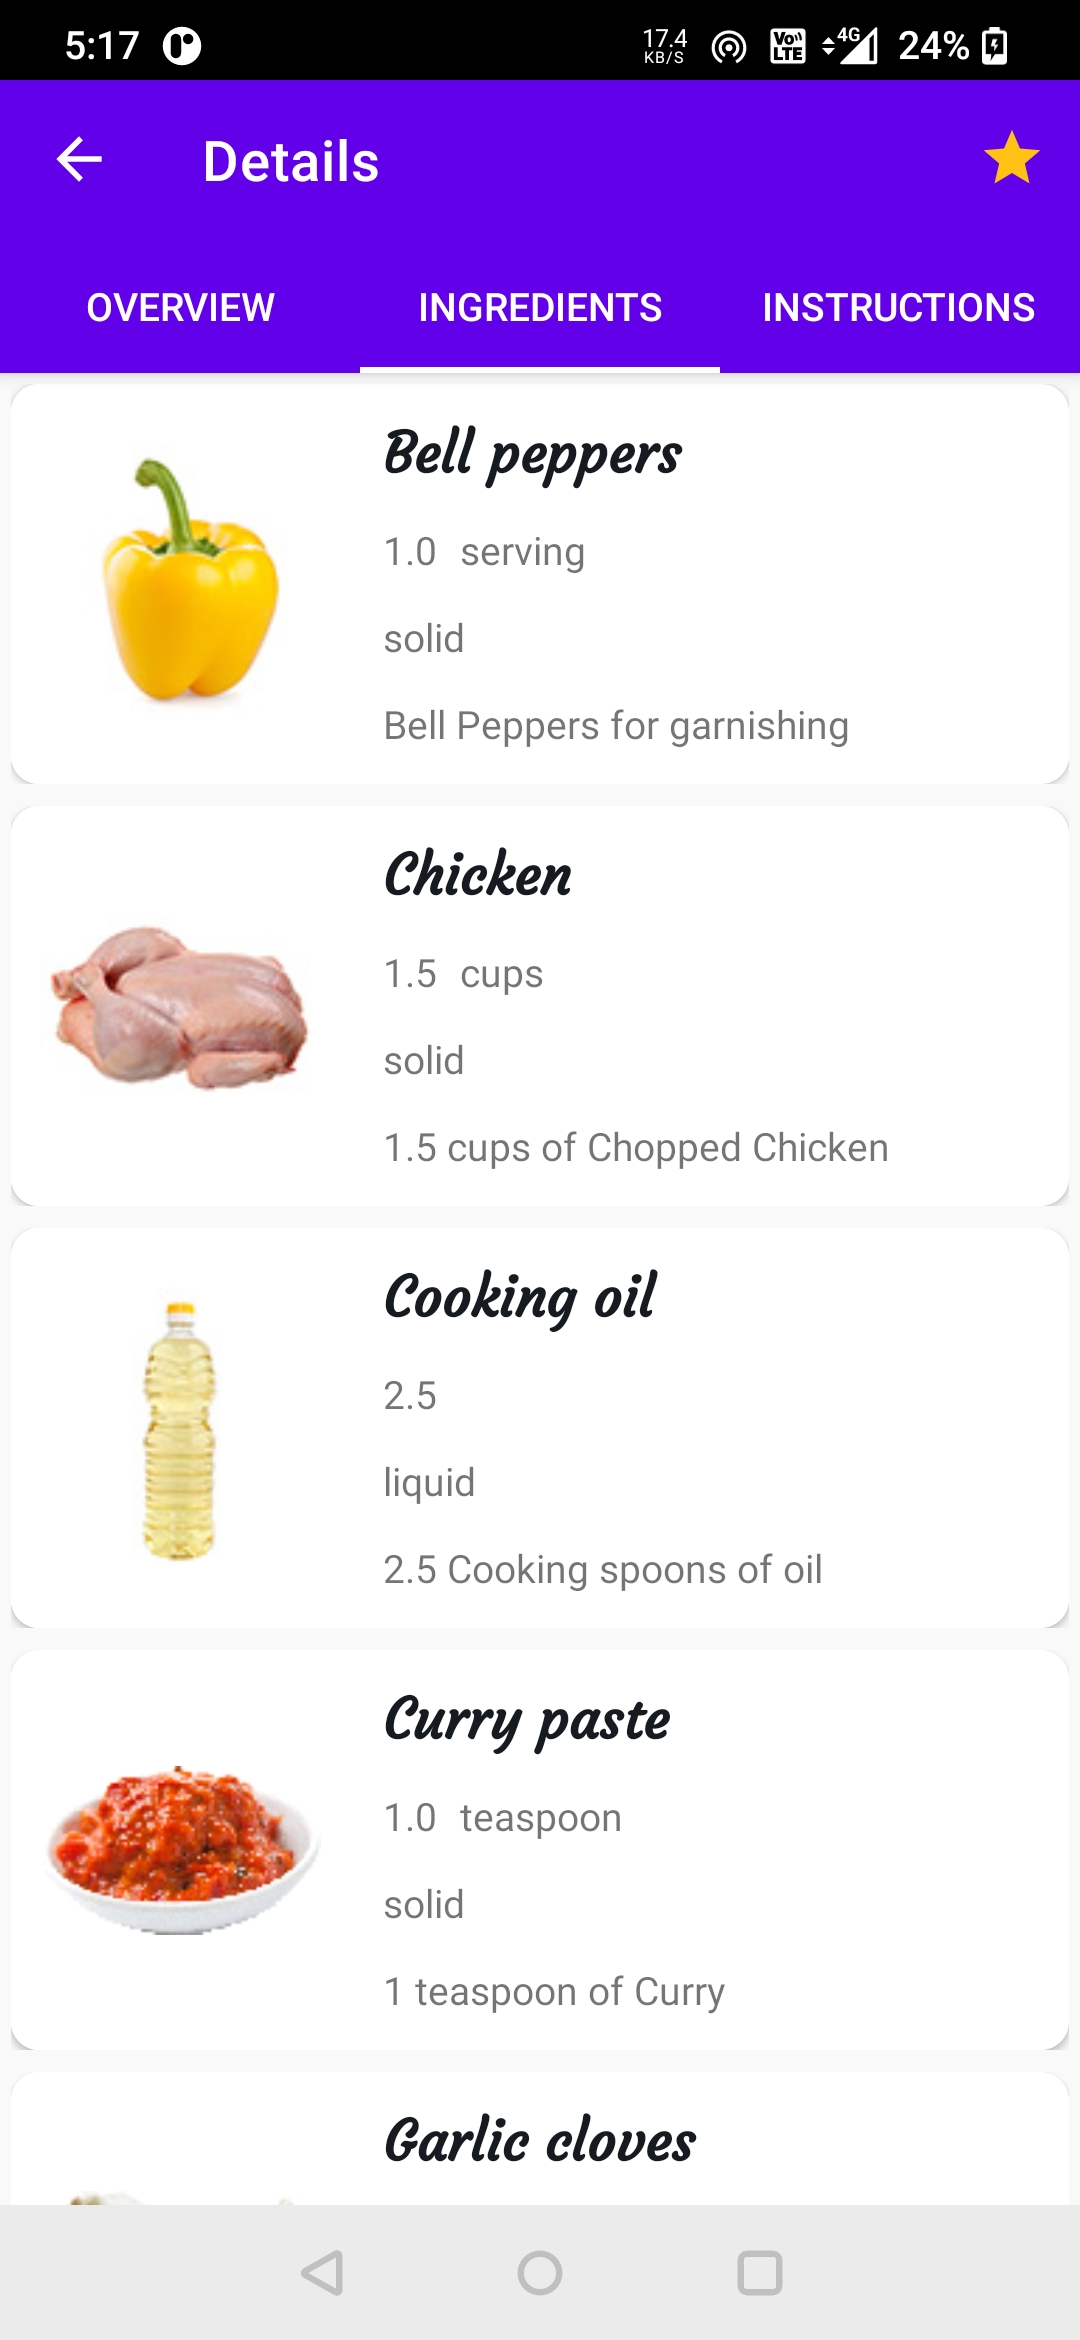 5:17 17.4 KB/S VoLTE 4G 24%
Details
OVERVIEW INGREDIENTS INSTRUCTIONS
Bell peppers
1.0 serving
solid
Bell Peppers for garnishing
Chicken
1.5 cups
solid
1.5 cups of Chopped Chicken
Cooking oil
2.5
liquid
2.5 Cooking spoons of oil
Curry paste
1.0 teaspoon
solid
1 teaspoon of Curry
Garlic cloves